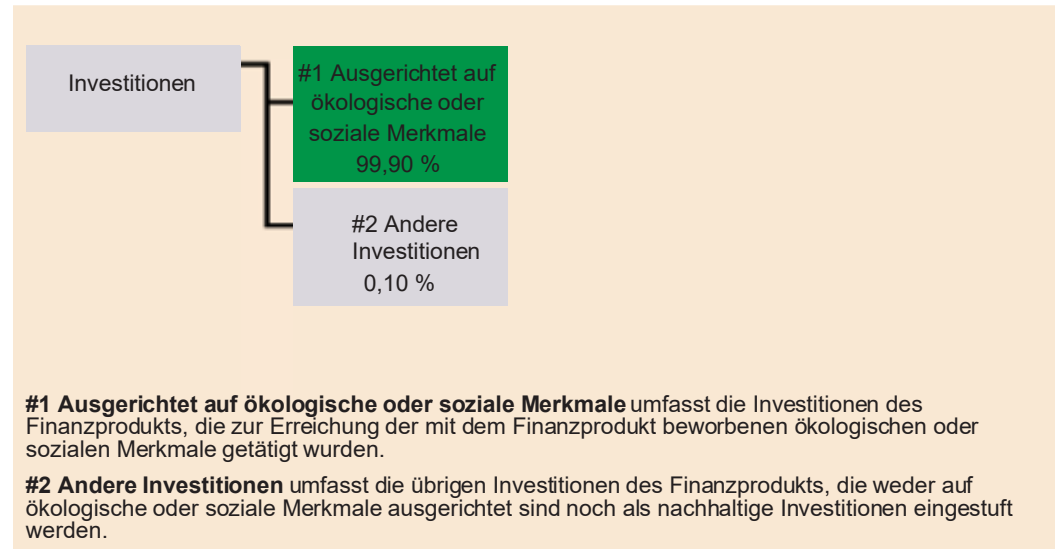 Investitionen
#1 Ausgerichtet auf
ökologische oder
soziale Merkmale
99,90 %
#2 Andere
Investitionen
0,10 %
#1 Ausgerichtet auf ökologische oder soziale Merkmale umfasst die Investitionen des
Finanzprodukts, die zur Erreichung der mit dem Finanzprodukt beworbenen ökologischen oder
sozialen Merkmale getätigt wurden.
#2 Andere Investitionen umfasst die übrigen Investitionen des Finanzprodukts, die weder auf
ökologische oder soziale Merkmale ausgerichtet sind noch als nachhaltige Investitionen eingestuft
werden.